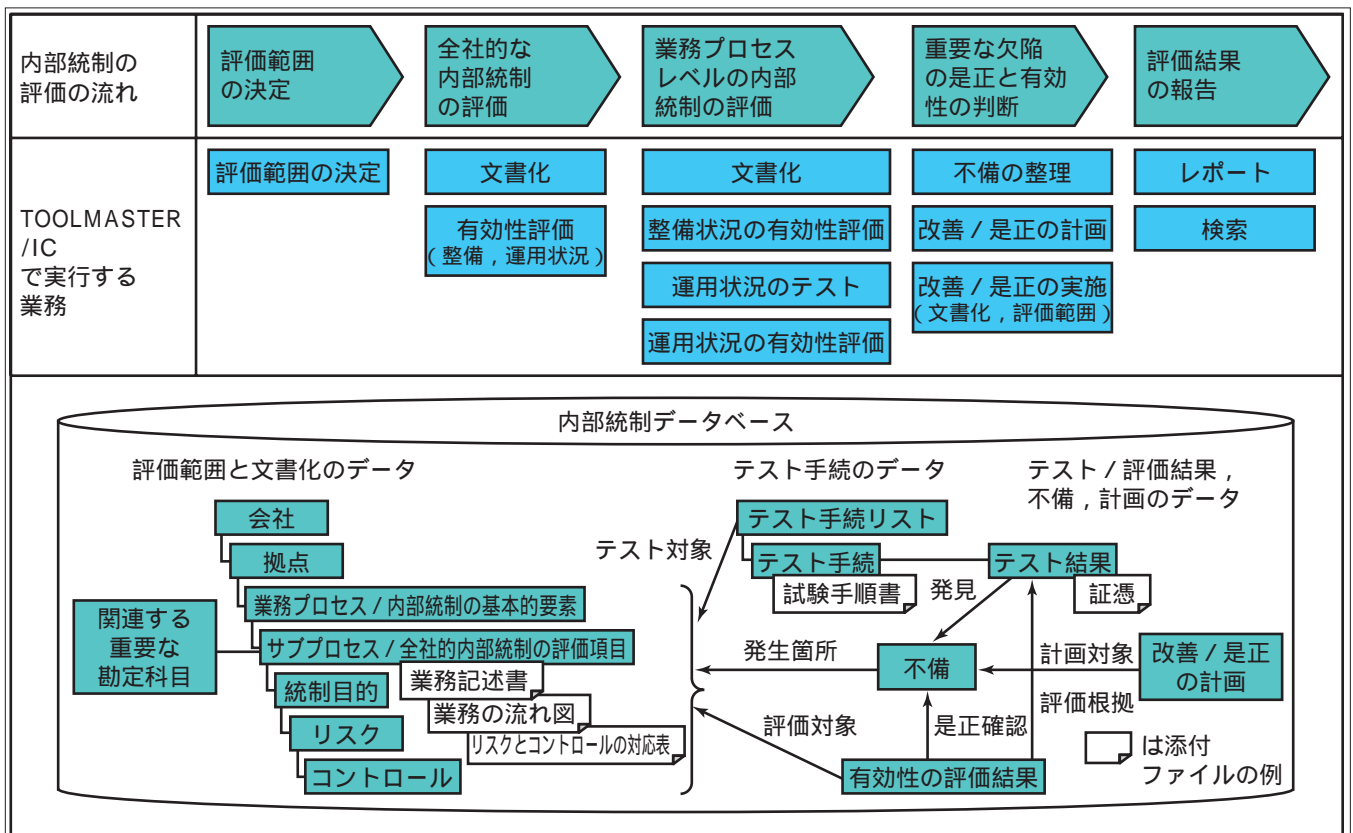 内部統制の
評価の流れ
評価範囲
の決定
全社的な
内部統制
の評価
業務プロセス
レベルの内部
統制の評価
重要な欠陥
の是正と有効
性の判断
評価結果
の報告
TOOLMASTER
/IC
で実行する
業務
評価範囲の決定
文書化
有効性評価
(整備,運用状況)
文書化
整備状況の有効性評価
運用状況のテスト
運用状況の有効性評価
不備の整理
改善/是正の計画
改善/是正の実施
(文書化,評価範囲)
レポート
検索
内部統制データベース
評価範囲と文書化のデータ
会社
拠点
業務プロセス/内部統制の基本的要素
関連する
重要な
勘定科目
サブプロセス/全社的内部統制の評価項目
統制目的
業務記述書
業務の流れ図
リスク
リスクとコントロールの対応表
コントロール
テスト手続のデータ
テスト対象
テスト手続リスト
テスト手続
試験手順書
発見
テスト/評価結果,
不備,計画のデータ
テスト結果
証憑
発生箇所
不備
計画対象
改善/是正
の計画
評価対象
是正確認
評価根拠
有効性の評価結果
は添付
ファイルの例